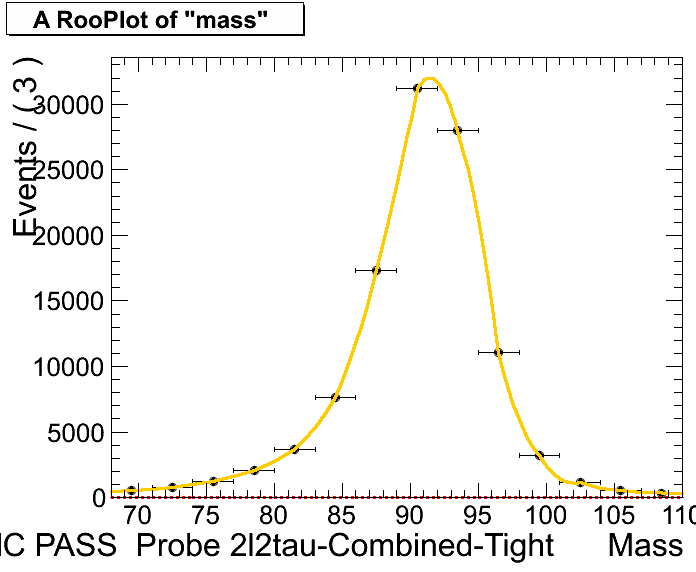 A RooPlot of "mass"
Events / ( 3 )
30000
25000
20000
15000
10000
5000
0
70 75 80 85 90 95 100 105 110
IC PASS Probe 2l2tau-Combined-Tight Mass